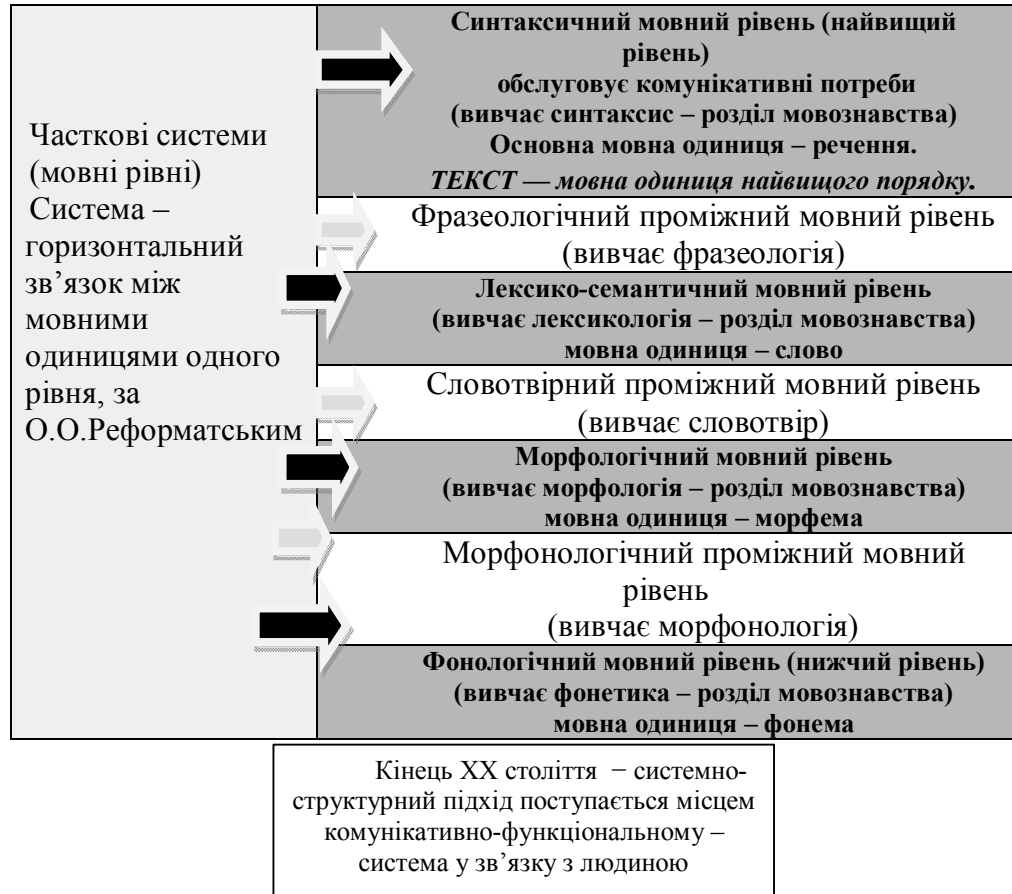 Часткові системи
(мовні рівні)
Система –
горизонтальний
зв’язок між
мовними
одиницями одного
рівня, за
О.О.Реформатським
Синтаксичний мовний рівень (найвищий
рівень)
обслуговує комунікативні потреби
(вивчає синтаксис – розділ мовознавства)
Основна мовна одиниця – речення.
ТЕКСТ — мовна одиниця найвищого порядку.
Фразеологічний проміжний мовний рівень
(вивчає фразеологія)
Лексико-семантичний мовний рівень
(вивчає лексикологія – розділ мовознавства)
мовна одиниця – слово
Словотвірний проміжний мовний рівень
(вивчає словотвір)
Морфологічний мовний рівень
(вивчає морфологія – розділ мовознавства)
мовна одиниця – морфема
Морфонологічний проміжний мовний
рівень
(вивчає морфонологія)
Фонологічний мовний рівень (нижчий рівень)
(вивчає фонетика – розділ мовознавства)
мовна одиниця – фонема
Кінець ХХ століття – системно-
структурний підхід поступається місцем
комунікативно-функціональному –
система у зв’язку з людиною